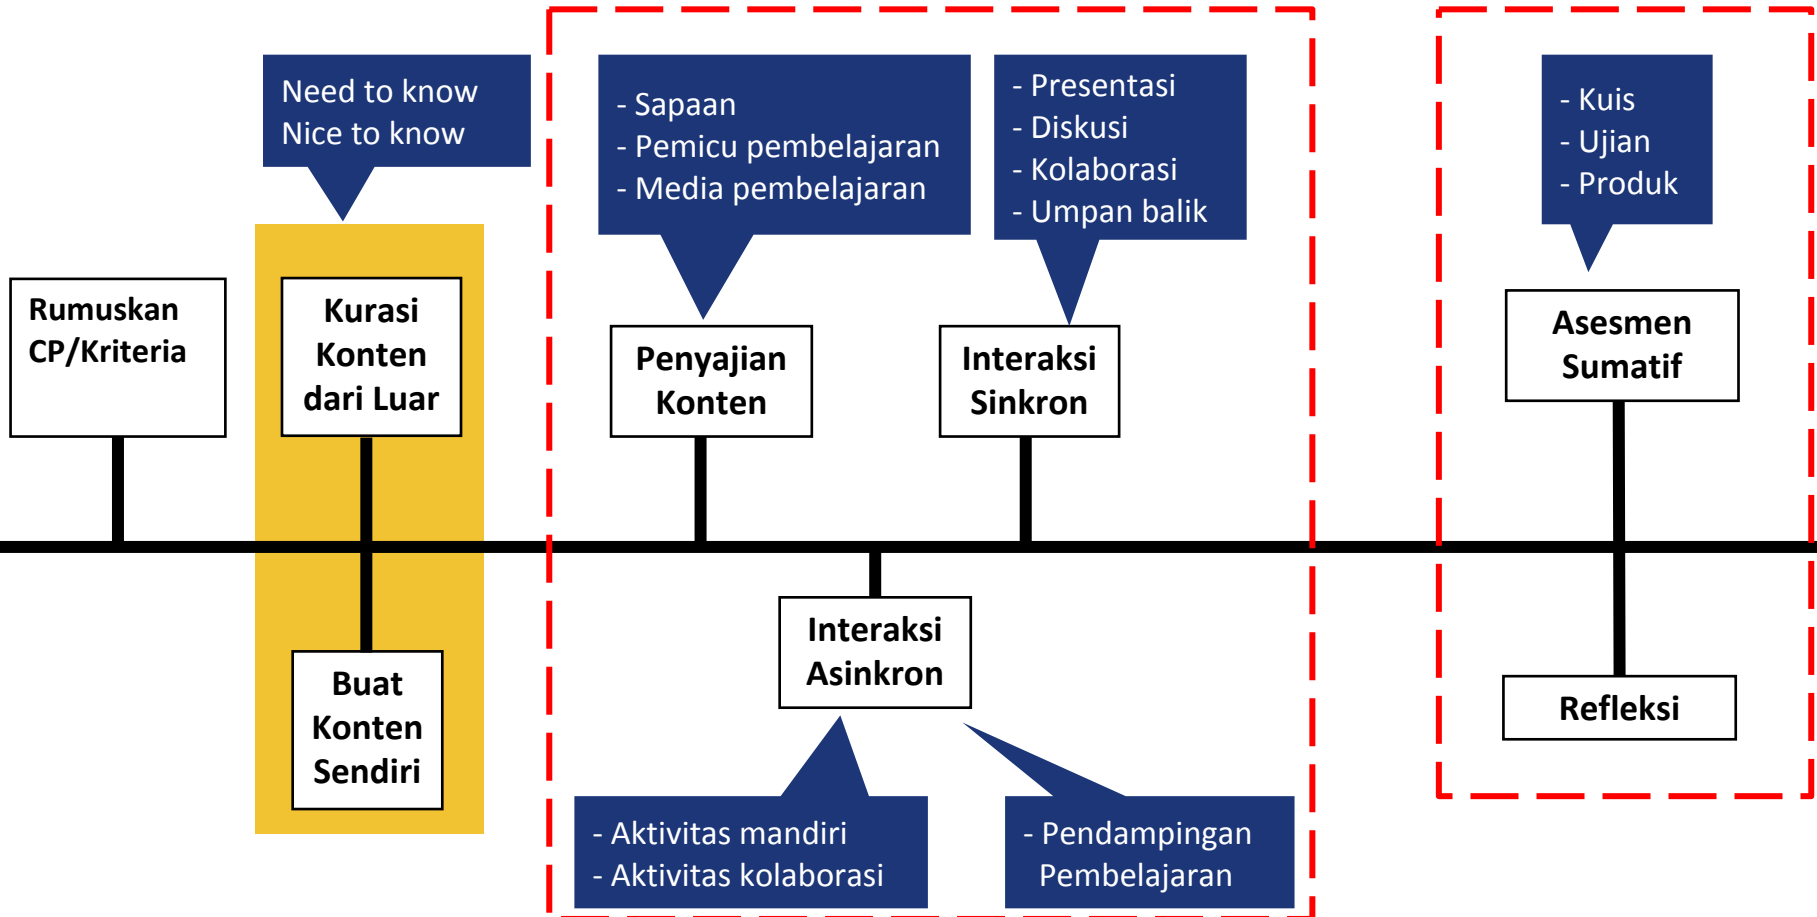 Need to know
Nice to know
- Sapaan
- Pemicu pembelajaran
- Media pembelajaran
- Presentasi
- Diskusi
- Kolaborasi
- Umpan balik
- Kuis
- Ujian
- Produk
Rumuskan
CP/Kriteria
Kurasi
Konten
dari Luar
Penyajian
Konten
Interaksi
Sinkron
Asesmen
Sumatif
Buat
Konten
Sendiri
Interaksi
Asinkron
Refleksi
- Aktivitas mandiri
- Aktivitas kolaborasi
- Pendampingan
Pembelajaran